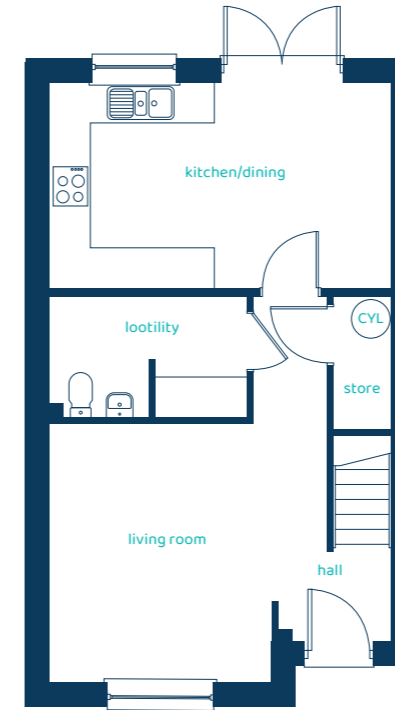 kitchen/dining
CYL
lootility
store
living room
hall